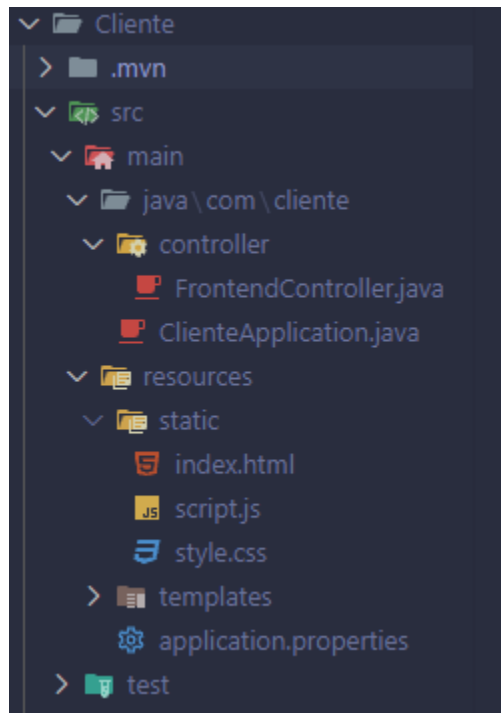 Cliente
.mvn
src
main
java\com\cliente
controller
FrontendController.java
ClienteApplication.java
resources
static
index.html
JS script.js
style.css
templates
application.properties
test